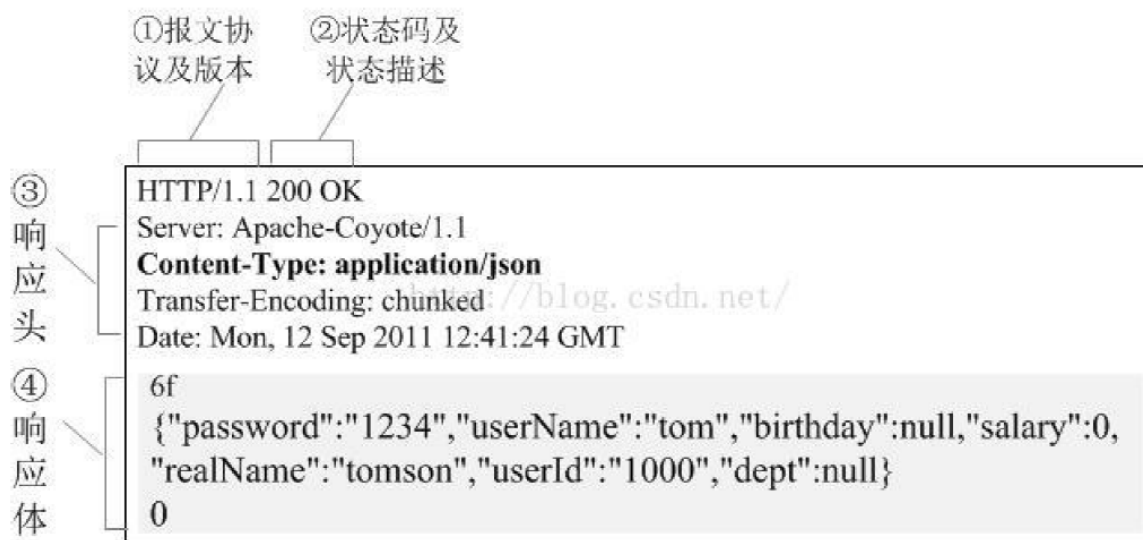 ①报文协
议及版本
②状态码及
状态描述
③
响
应
头
HTTP/1.1 200 OK
Server: Apache-Coyote/1.1
Content-Type: application/json
Transfer-Encoding: chunked
Date: Mon, 12 Sep 2011 12:41:24 GMT
http://blog.csdn.net/
④
响
应
体
6f
{"password":"1234","userName":"tom","birthday":null,"salary":0,
"realName":"tomson","userId":"1000","dept":null}
0